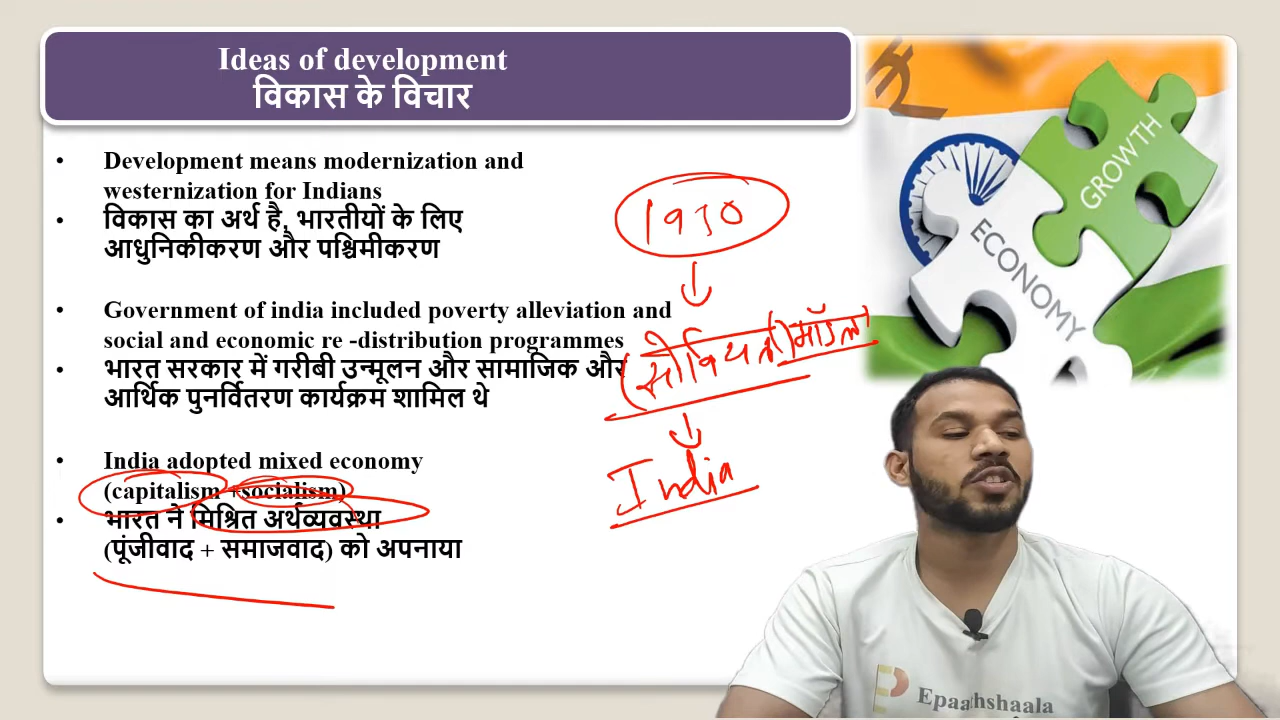 Ideas of development
विकास के विचार
• Development means modernization and
westernization for Indians
• विकास का अर्थ है, भारतीयों के लिए
आधुनिकीकरण और पश्चिमीकरण
• Government of india included poverty alleviation and
social and economic re -distribution programmes
• भारत सरकार में गरीबी उन्मूलन और सामाजिक और
आर्थिक पुनर्वितरण कार्यक्रम शामिल थे
• India adopted mixed economy
(capitalism +socialism)
• भारत ने मिश्रित अर्थव्यवस्था
(पूंजीवाद + समाजवाद) को अपनाया
1930
(सोवियत) मॉडल
India
₹
GROWTH
ECONOMY
Epaathshaala